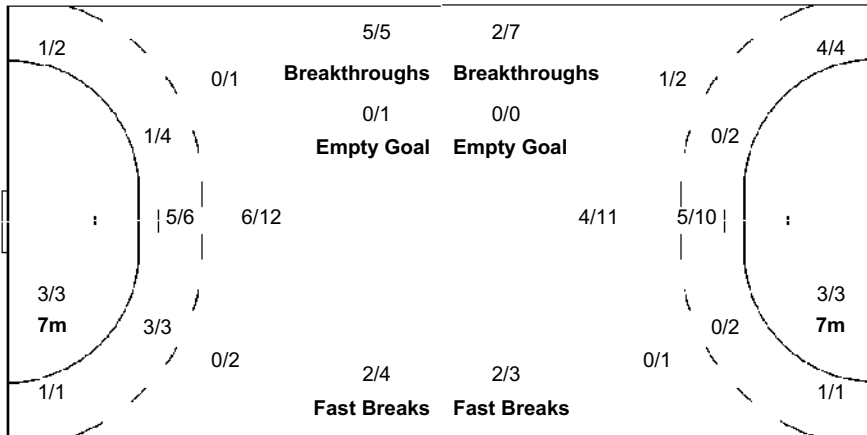 5/5 2/7
1/2 4/4
Breakthroughs Breakthroughs
0/1 1/2
0/1 0/0
1/4 0/2
Empty Goal Empty Goal
5/6 6/12 4/11 5/10
3/3 3/3
7m 3/3 0/2 7m
0/2 0/1
2/4 2/3
1/1 1/1
Fast Breaks Fast Breaks